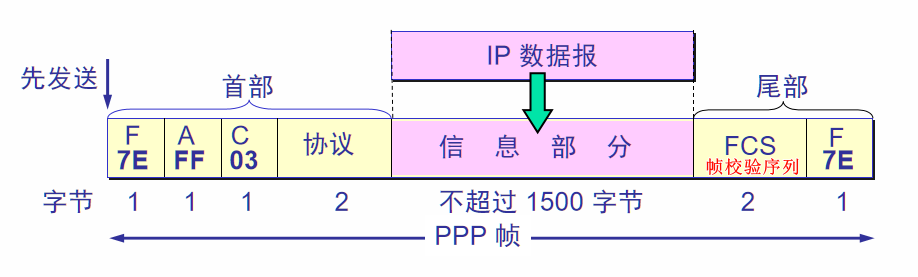 IP 数据报
先发送
首部
尾部
F A C 协议 信息部分 FCS F
7E FF 03 帧校验序列 7E
字节 1 1 1 2 不超过 1500 字节 2 1
PPP 帧